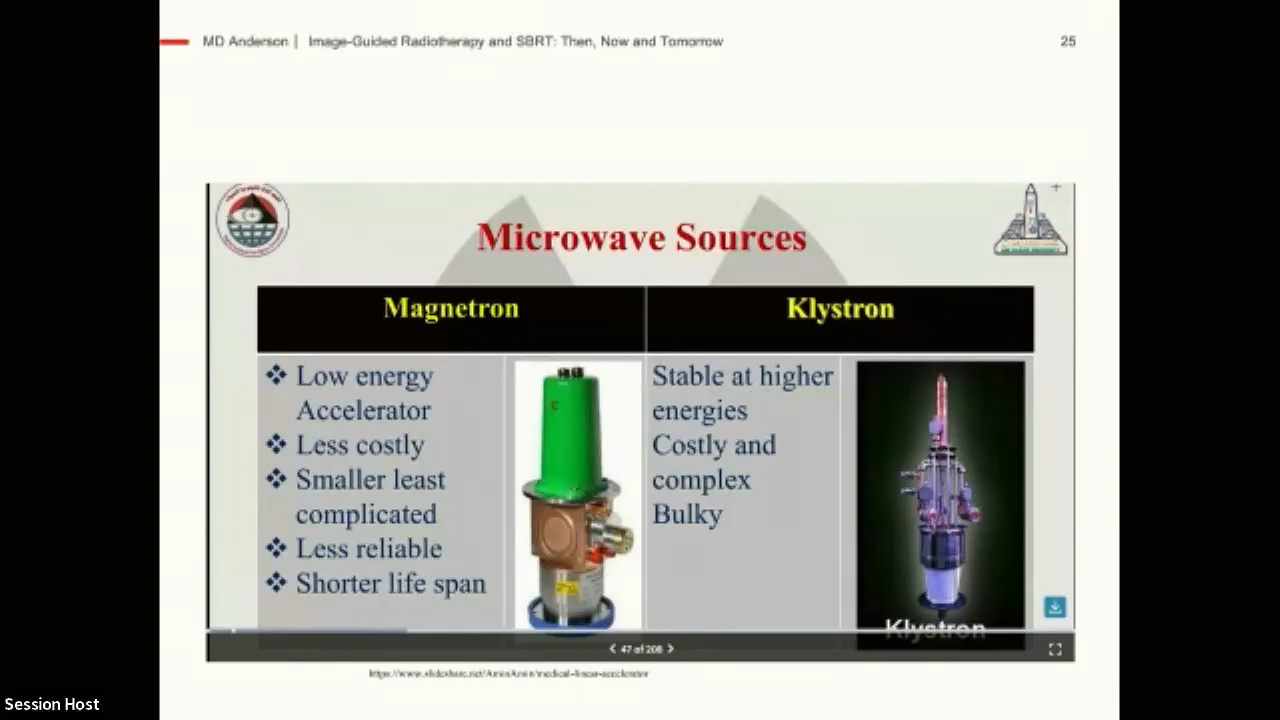 MD Anderson | Image-Guided Radiotherapy and SBRT: Then, Now and Tomorrow
25
Microwave Sources
Magnetron
Klystron
❖ Low energy
Accelerator
❖ Less costly
❖ Smaller least
complicated
❖ Less reliable
❖ Shorter life span
Stable at higher
energies
Costly and
complex
Bulky
Klystron
47 of 208
https://www.slideshare.net/AminAmin/medical-linear-accelerator
Session Host